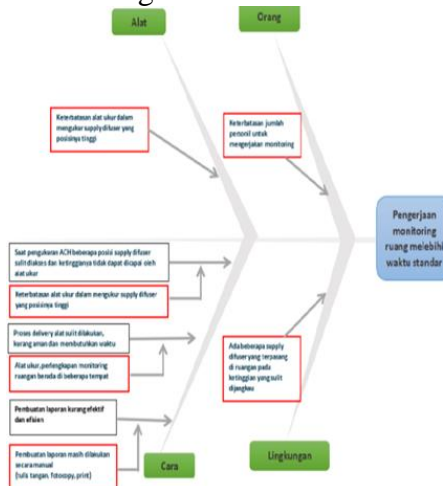 Alat
Orang
Keterbatasan alat ukur dalam
mengukur supply difuser yang
posisinya tinggi
Keterbatasan jumlah
personil untuk
mengerjakan monitoring
Pengerjaan
monitoring
ruang melebihi
waktu standar
Saat pengukuran ACH beberapa posisi supply difuser
sulit diakses dan ketinggianya tidak dapat dicapai oleh
alat ukur
Keterbatasan alat ukur dalam mengukur supply difuser
yang posisinya tinggi
Proses delivery alat sulit dilakukan,
kurang aman dan membutuhkan waktu
Alat ukur, perlengkapan monitoring
ruangan berada di beberapa tempat
Pembuatan laporan kurang efektif
dan efisien
Pembuatan laporan masih dilakukan
secara manual
(tulis tangan, fotocopy, print)
Ada beberapa supply
difuser yang terpasang
di ruangan pada
ketinggian yang sulit
dijangkau
Cara
Lingkungan